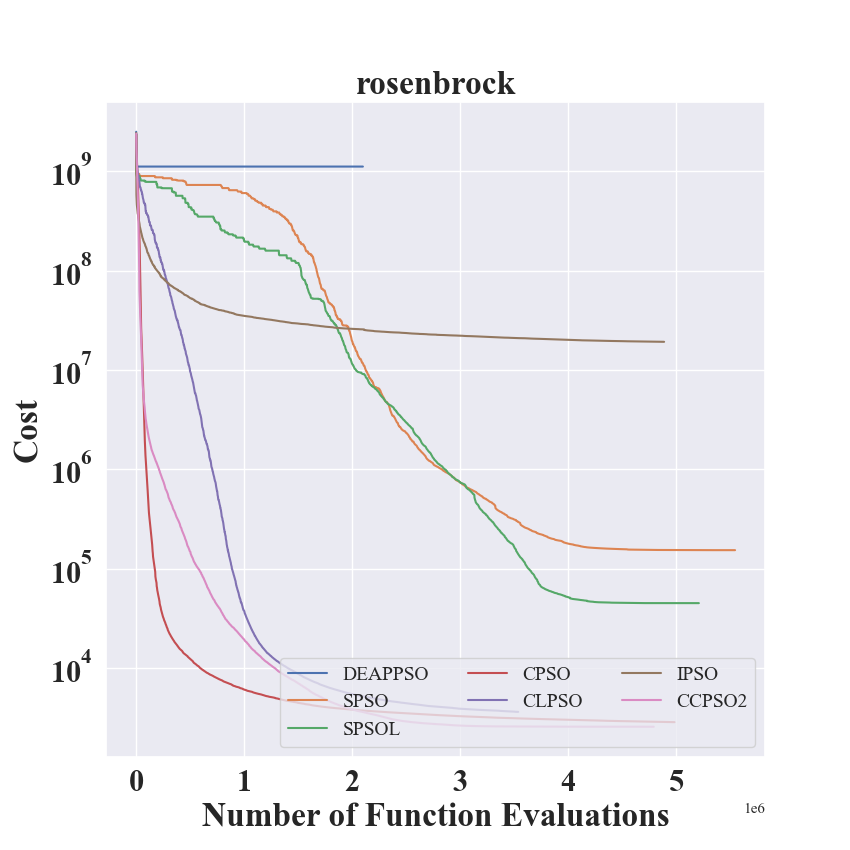 rosenbrock
Cost
10^9
10^8
10^7
10^6
10^5
10^4
DEAPPSO CPSO IPSO
SPSO CLPSO CCPSO2
SPSOL
0 1 2 3 4 5
Number of Function Evaluations 1e6